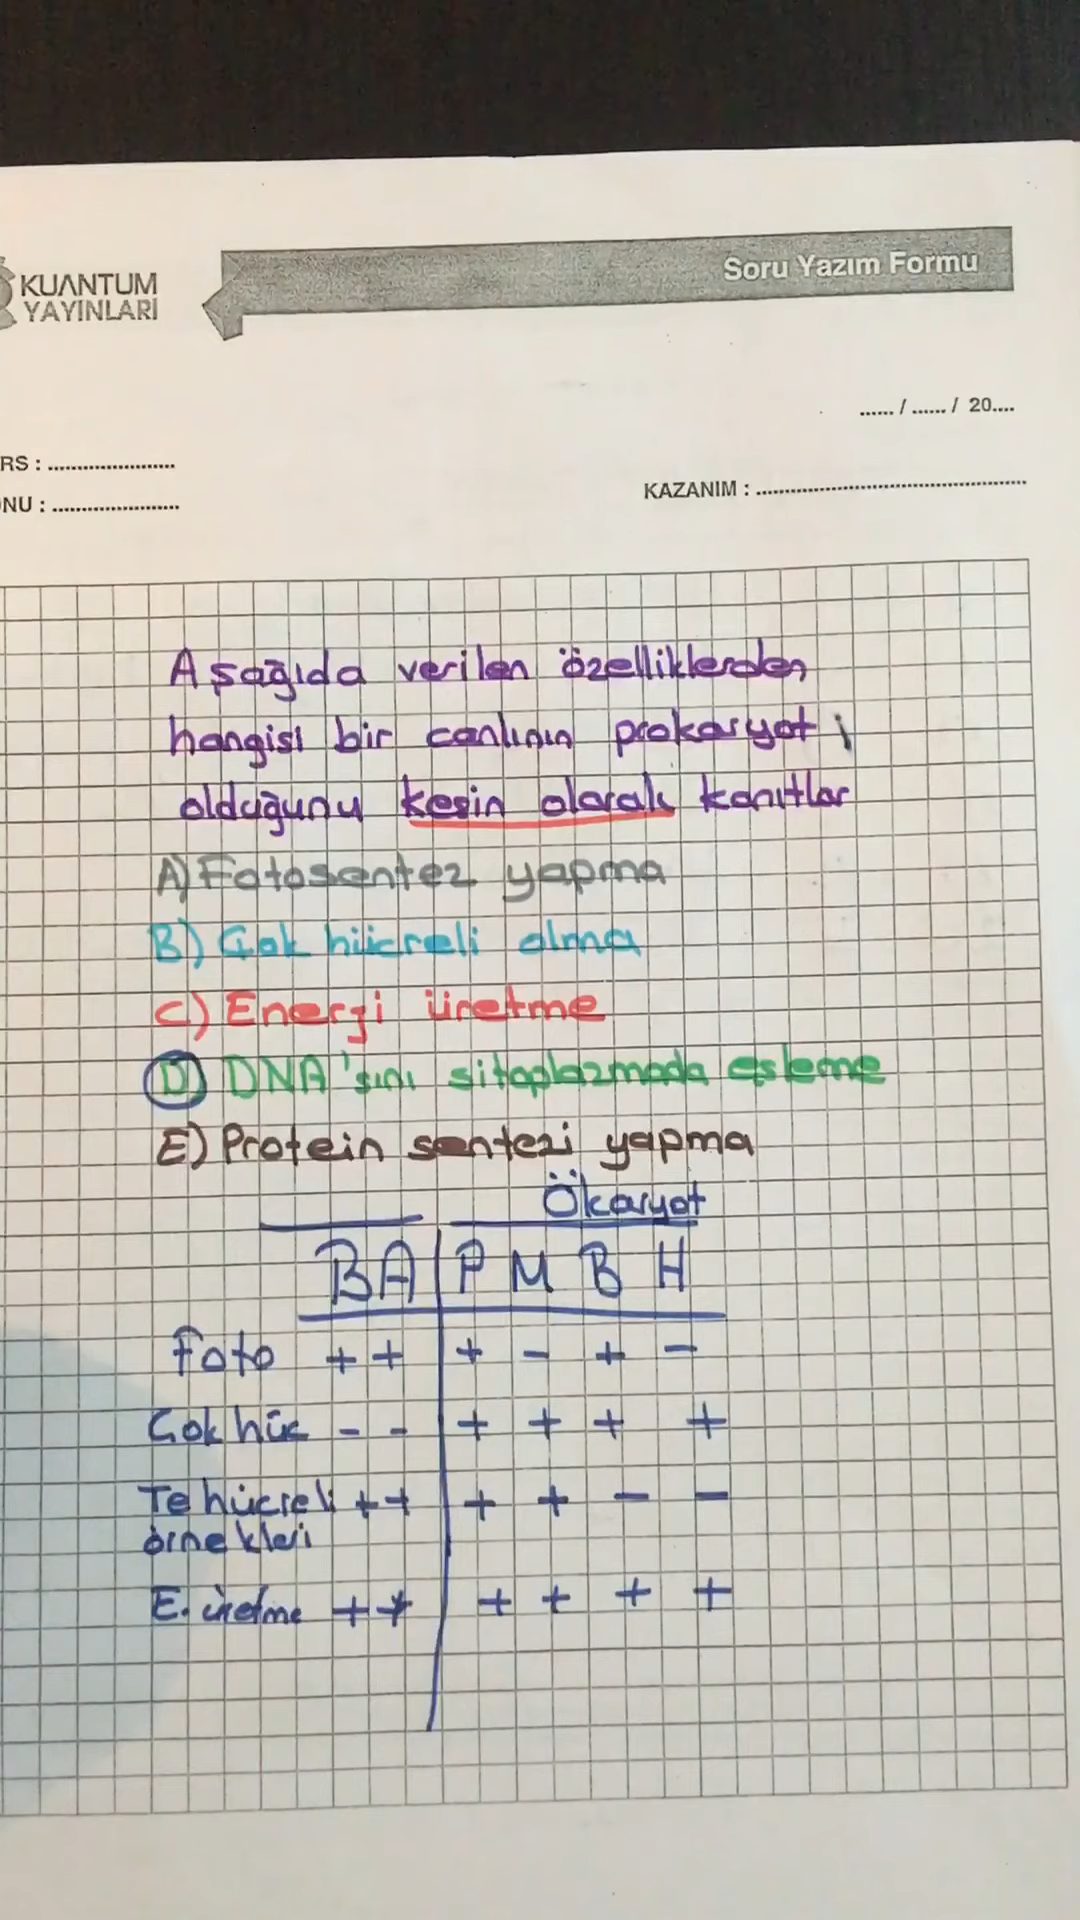 KUANTUM
YAYINLARI
Soru Yazım Formu
...... / ...... / 20....
RS : ......................
NU : ......................
KAZANIM : ..............................................
Aşağıda verilen özelliklerden
hangisi bir canlının prokaryot
olduğunu kesin olarak kanıtlar
A) Fotosentez yapma
B) Çok hücreli olma
C) Enerji üretme
D) DNA'sını sitoplazmada eşleme
E) Protein sentezi yapma
Ökaryot
B A P M B H
Foto + + + - + -
Çok hüc - - + + + +
Te hücreli + + + + - -
örnekleri
E. üretme + + + + + +